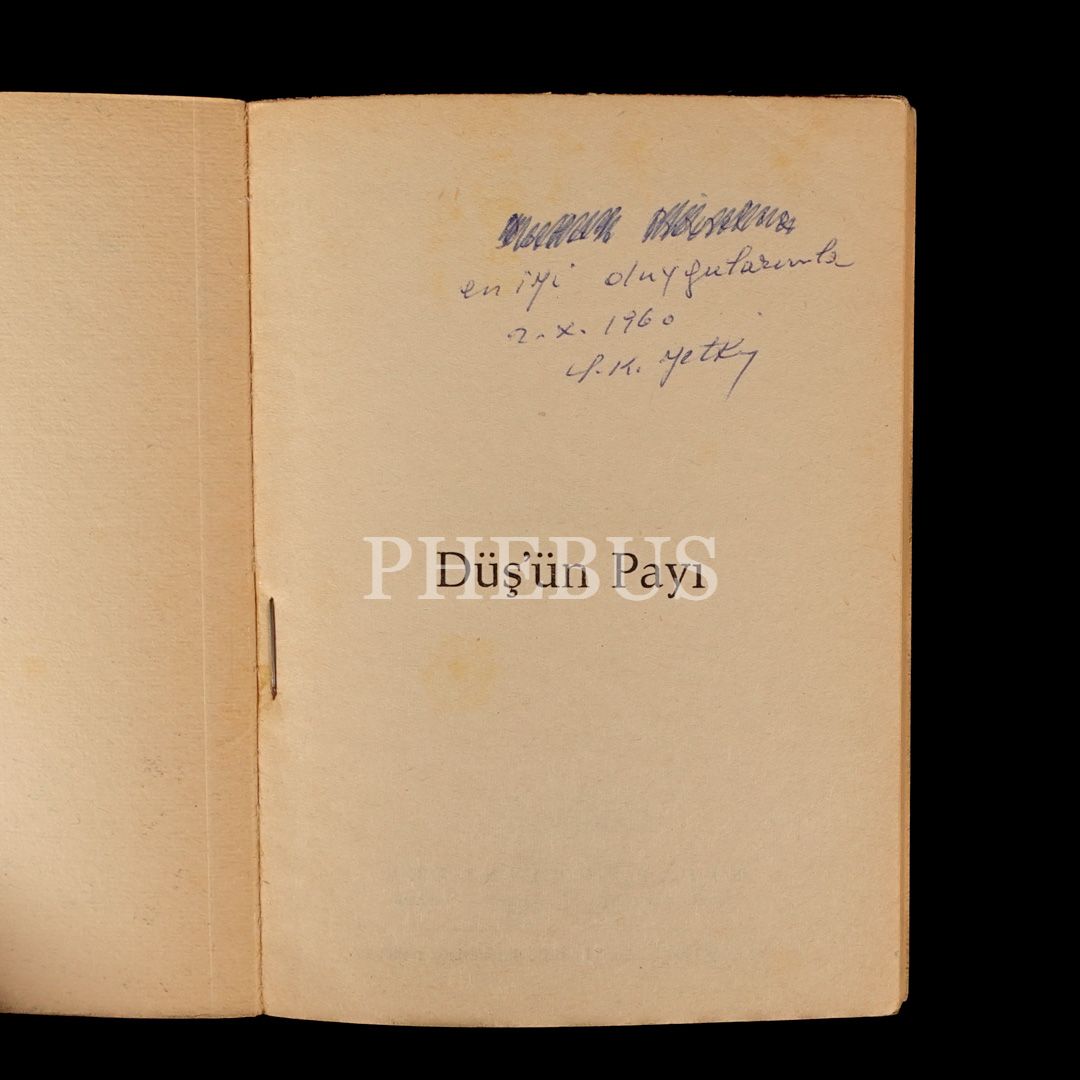 en iyi duygularımla
2.X.1960
S.K. Yetkin
PHEBUS
Düş'ün Payı